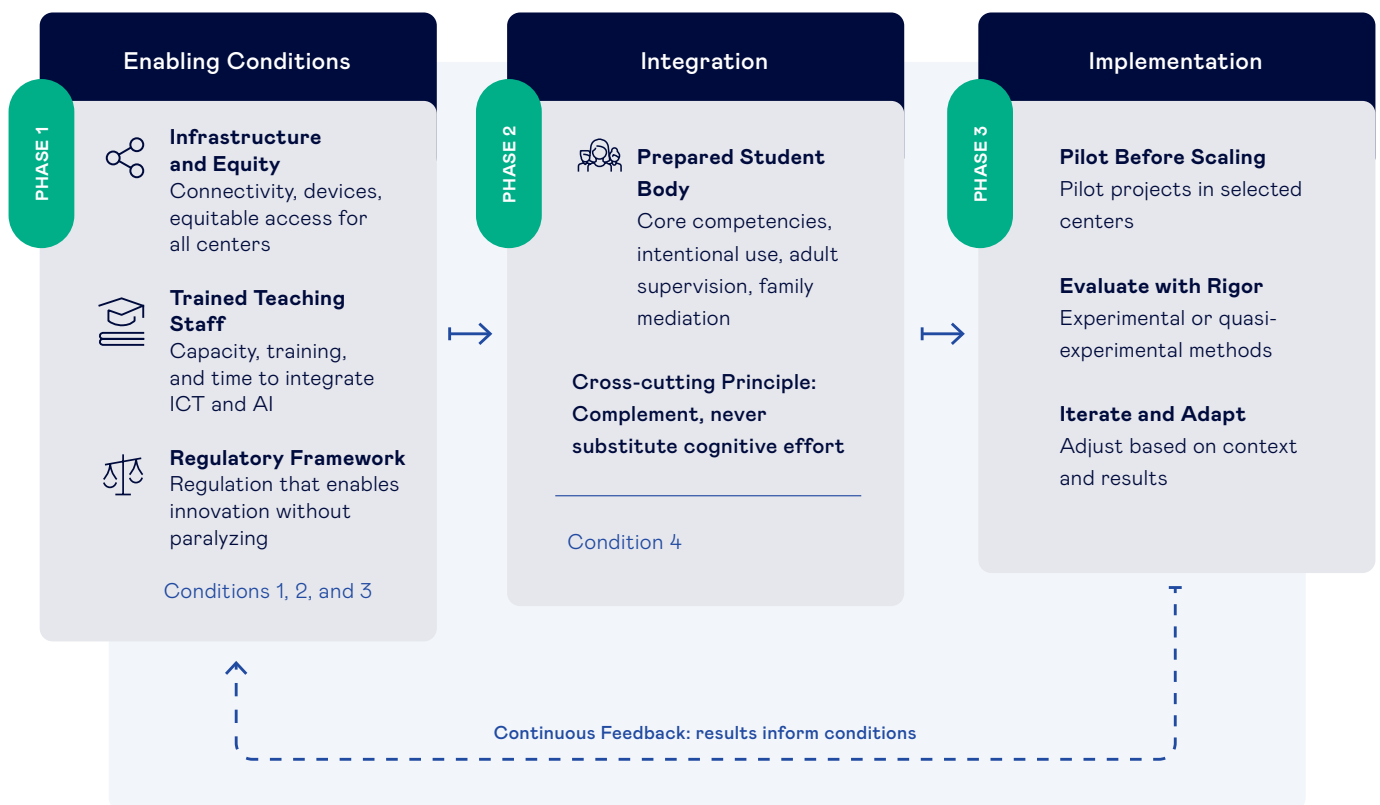 Enabling Conditions
PHASE 1
Infrastructure
and Equity
Connectivity, devices,
equitable access for
all centers
Trained Teaching
Staff
Capacity, training,
and time to integrate
ICT and AI
Regulatory Framework
Regulation that enables
innovation without
paralyzing
Conditions 1, 2, and 3
Integration
PHASE 2
Prepared Student
Body
Core competencies,
intentional use, adult
supervision, family
mediation
Cross-cutting Principle:
Complement, never
substitute cognitive effort
Condition 4
Implementation
PHASE 3
Pilot Before Scaling
Pilot projects in selected
centers
Evaluate with Rigor
Experimental or quasi-
experimental methods
Iterate and Adapt
Adjust based on context
and results
Continuous Feedback: results inform conditions